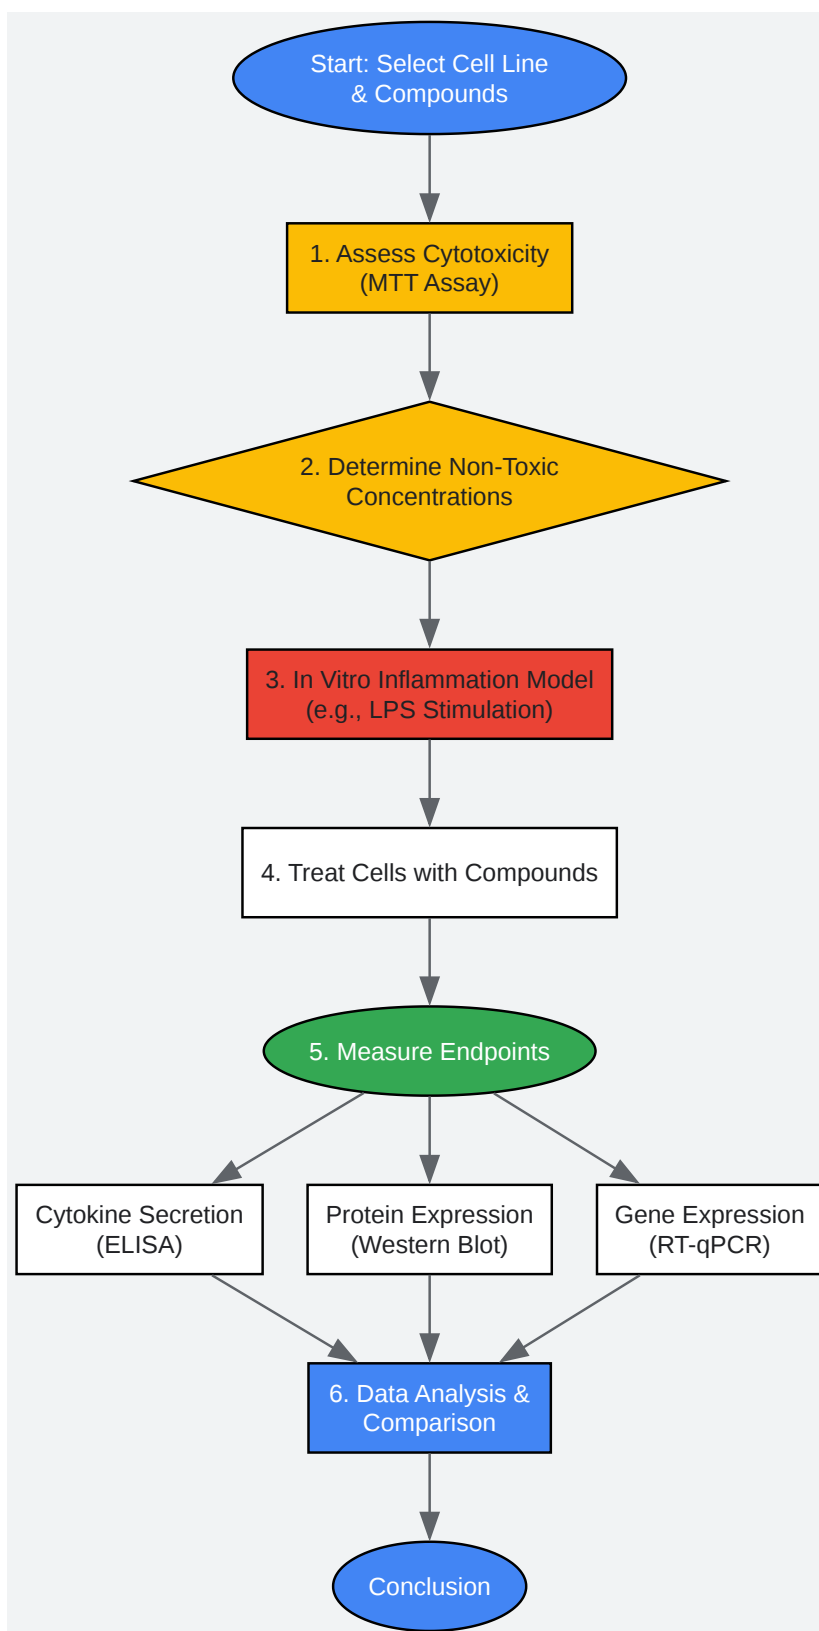 Start: Select Cell Line
& Compounds
1. Assess Cytotoxicity
(MTT Assay)
2. Determine Non-Toxic
Concentrations
3. In Vitro Inflammation Model
(e.g., LPS Stimulation)
4. Treat Cells with Compounds
5. Measure Endpoints
Cytokine Secretion
(ELISA)
Protein Expression
(Western Blot)
Gene Expression
(RT-qPCR)
6. Data Analysis &
Comparison
Conclusion